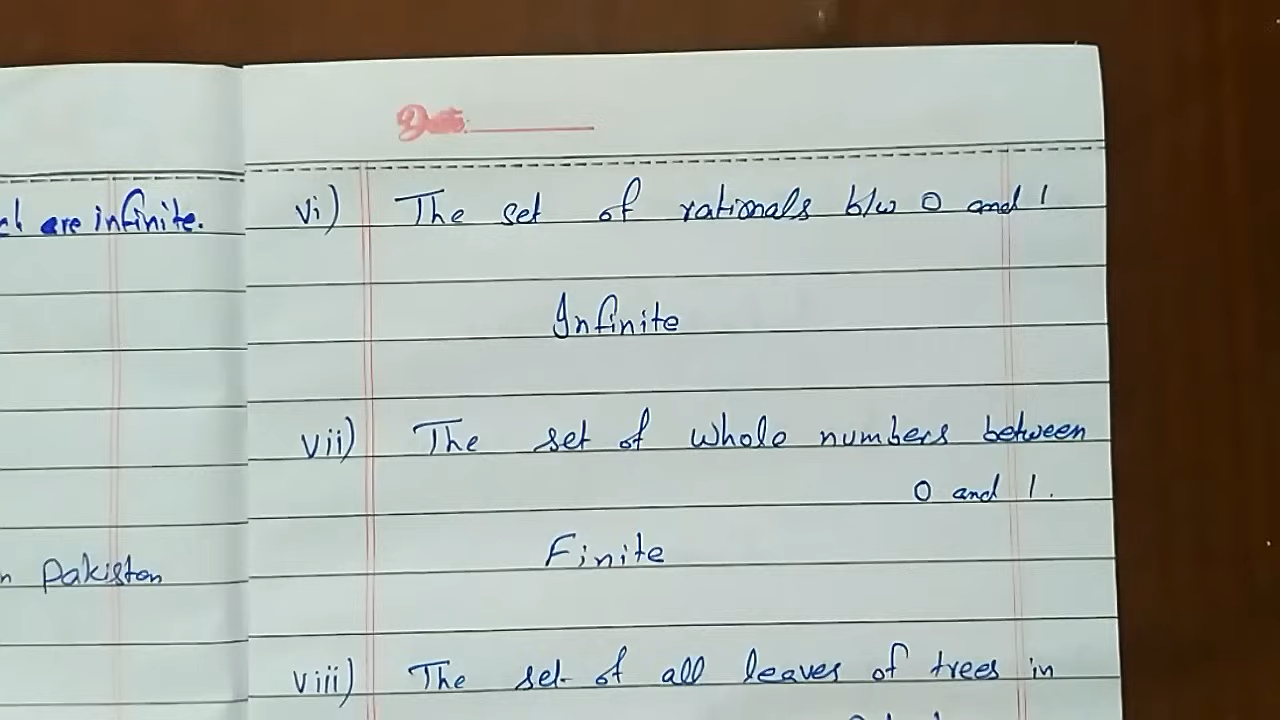 Date:
are infinite.
vi) The set of rationals b/w 0 and 1
Infinite
vii) The set of whole numbers between
0 and 1.
Finite
n Pakistan
viii) The set of all leaves of trees in